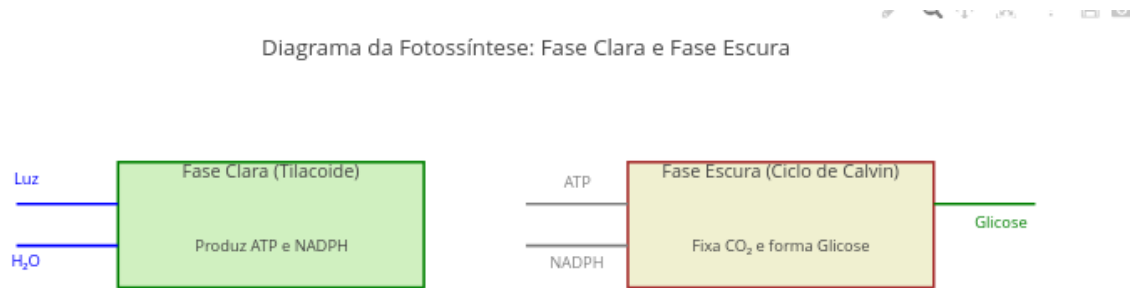 Diagrama da Fotossíntese: Fase Clara e Fase Escura
Luz
Fase Clara (Tilacoide)
H₂O
Produz ATP e NADPH
ATP
NADPH
Fase Escura (Ciclo de Calvin)
Fixa CO₂ e forma Glicose
Glicose